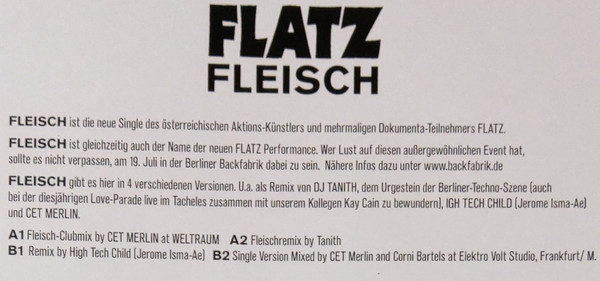 FLATZ
FLEISCH
FLEISCH ist die neue Single des österreichischen Aktions-Künstlers und mehrmaligen Dokumenta-Teilnehmers FLATZ.
FLEISCH ist gleichzeitig auch der Name der neuen FLATZ Performance. Wer Lust auf diesen außergewöhnlichen Event hat,
sollte es nicht verpassen, am 19. Juli in der Berliner Backfabrik dabei zu sein. Nähere Infos dazu unter www.backfabrik.de
FLEISCH gibt es hier in 4 verschiedenen Versionen. U.a. als Remix von DJ TANITH, dem Urgestein der Berliner-Techno-Szene (auch
bei der diesjährigen Love-Parade live im Tacheles zusammen mit unserem Kollegen Kay Cain zu bewundern), IGH TECH CHILD (Jerome Isma-Ae)
und CET MERLIN.
A1 Fleisch-Clubmix by CET MERLIN at WELTRAUM A2 Fleischremix by Tanith
B1 Remix by High Tech Child (Jerome Isma-Ae) B2 Single Version Mixed by CET Merlin and Corni Bartels at Elektro Volt Studio, Frankfurt/ M.